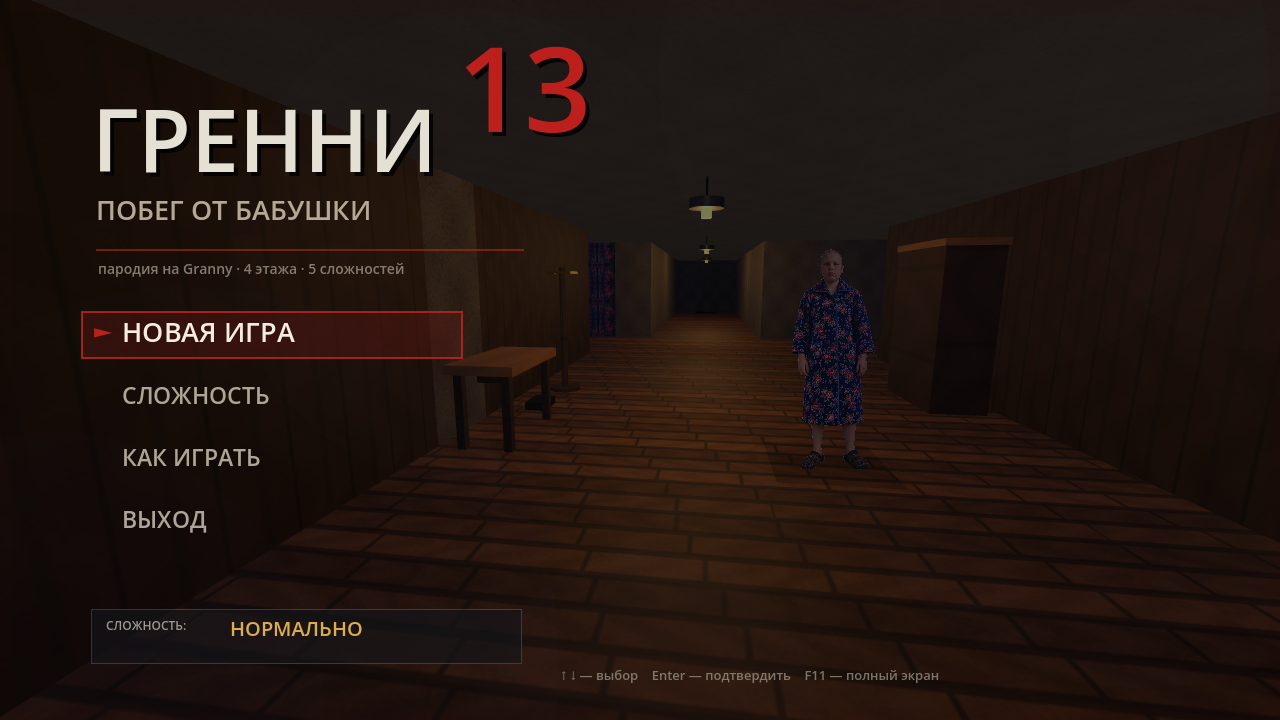 13
ГРЕННИ
ПОБЕГ ОТ БАБУШКИ
пародия на Granny · 4 этажа · 5 сложностей
► НОВАЯ ИГРА
СЛОЖНОСТЬ
КАК ИГРАТЬ
ВЫХОД
СЛОЖНОСТЬ: НОРМАЛЬНО
↑ ↓ — выбор Enter — подтвердить F11 — полный экран